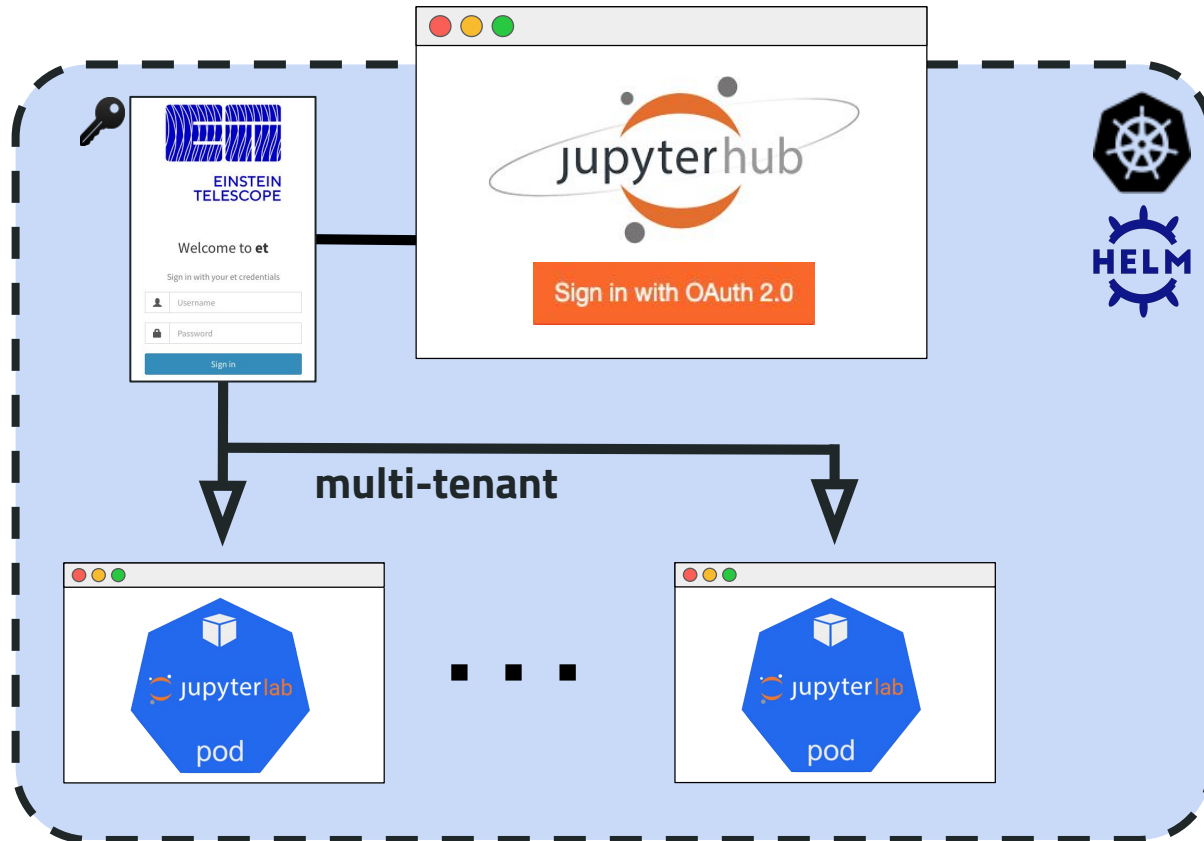 ET
EINSTEIN
TELESCOPE
Welcome to et
Sign in with your et credentials
Username
Password
Sign in
jupyterhub
Sign in with OAuth 2.0
HELM
multi-tenant
jupyterlab
pod
...
jupyterlab
pod